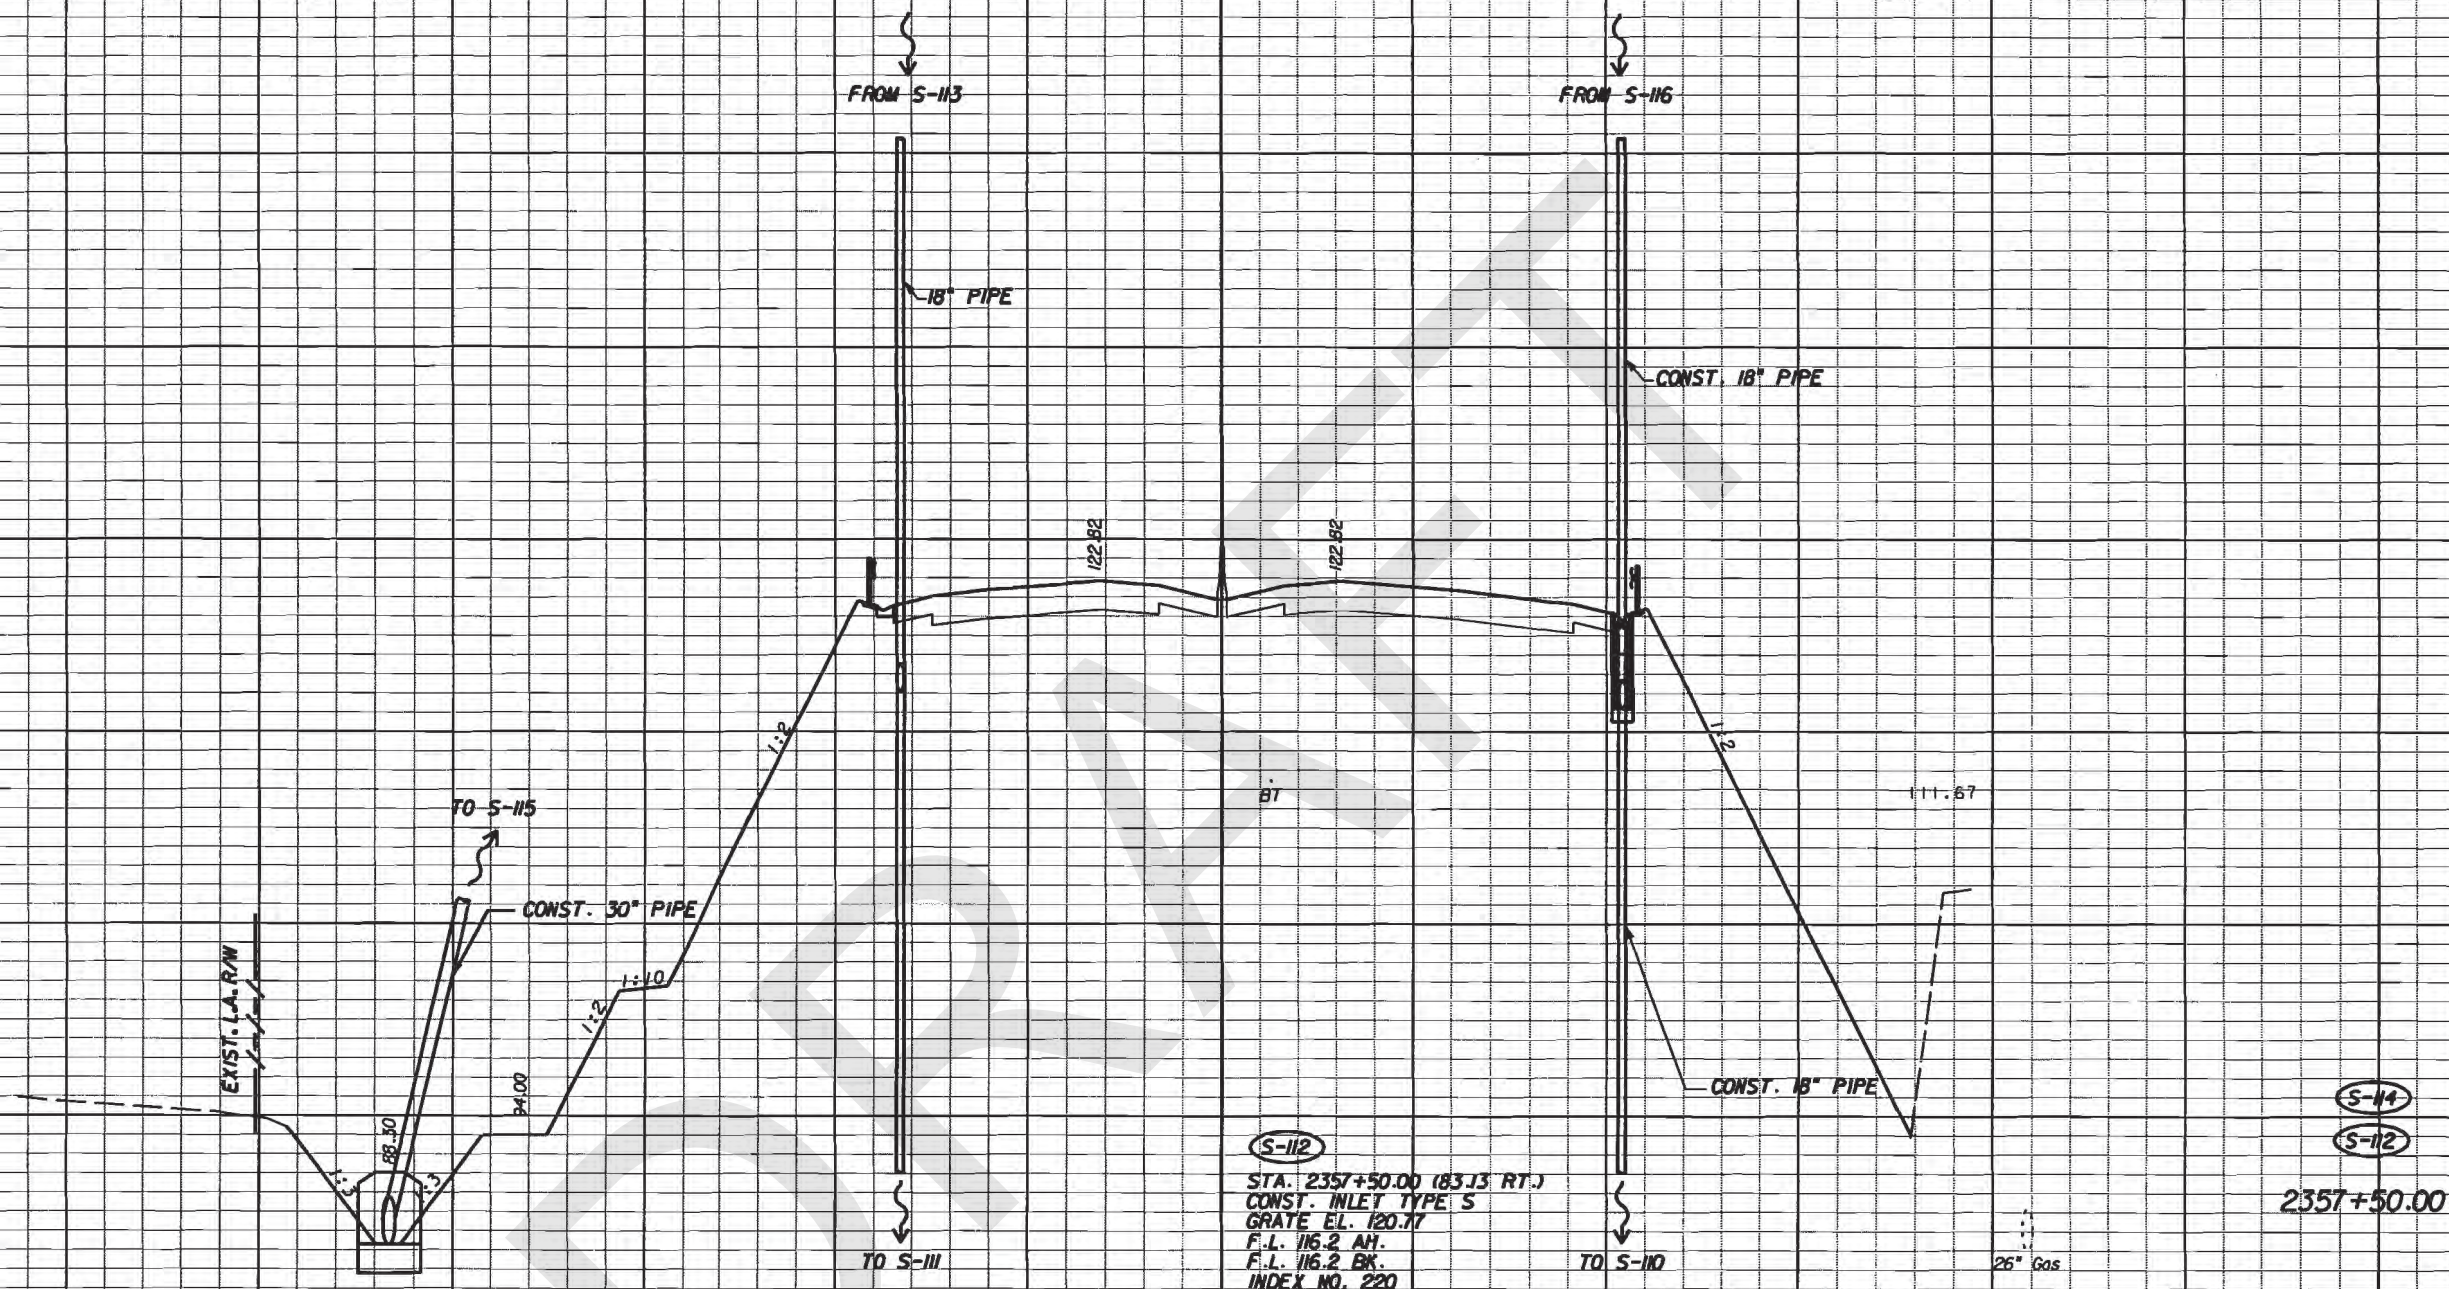 FROM S-113
FROM S-116
18" PIPE
CONST. 18" PIPE
122.82
122.82
1:2
1:2
BT
111.67
TO S-115
CONST. 30" PIPE
EXIST. L.A. R/W
1:10
1:2
94.00
88.30
1:3
1:3
CONST. 18" PIPE
S-114
S-112
2357+50.00
S-112
STA. 2357+50.00 (83.13 RT.)
CONST. INLET TYPE S
GRATE EL. 120.77
F.L. 116.2 AH.
F.L. 116.2 BK.
INDEX NO. 220
TO S-111
TO S-110
26" Gas
DRAFT